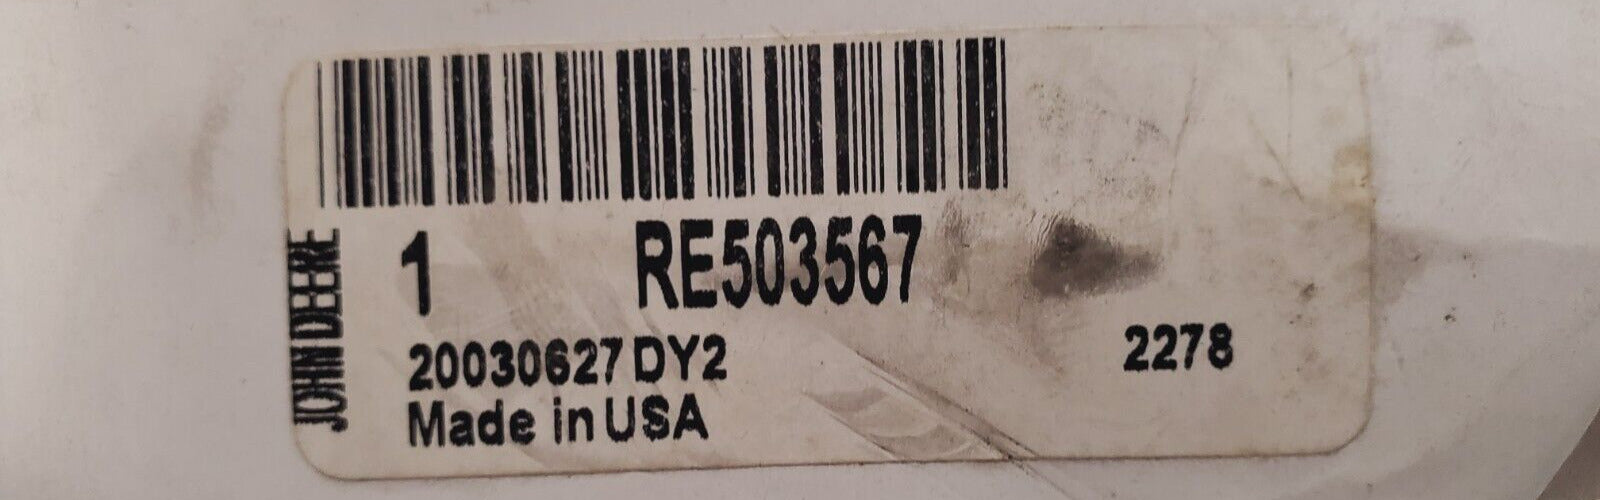 JOHN DEERE
1 RE503567
20030627 DY2 2278
Made in USA